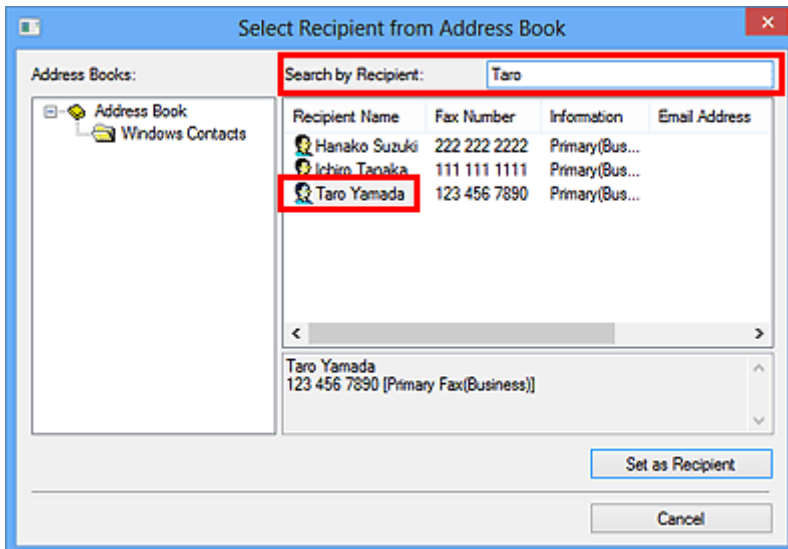 Select Recipient from Address Book
Address Books:
Search by Recipient: Taro
Address Book
Windows Contacts
Recipient Name Fax Number Information Email Address
Hanako Suzuki 222 222 2222 Primary(Bus...
Ichiro Tanaka 111 111 1111 Primary(Bus...
Taro Yamada 123 456 7890 Primary(Bus...
Taro Yamada
123 456 7890 [Primary Fax(Business)]
Set as Recipient
Cancel